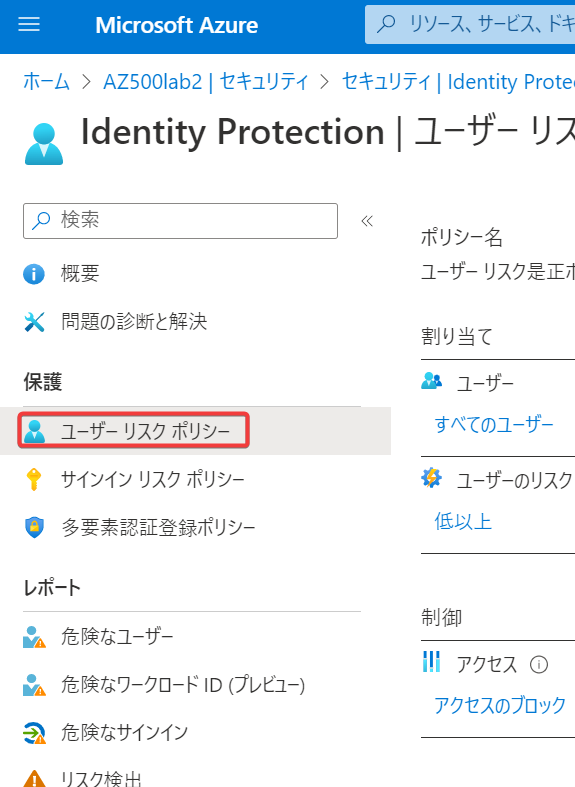 Microsoft Azure
リソース、サービス、ドキ
ホーム > AZ500lab2 | セキュリティ > セキュリティ | Identity Prote
Identity Protection | ユーザー リス
検索
«
概要
問題の診断と解決
保護
ユーザー リスク ポリシー
サインイン リスク ポリシー
多要素認証登録ポリシー
レポート
危険なユーザー
危険なワークロード ID (プレビュー)
危険なサインイン
リスク検出
ポリシー名
ユーザー リスク是正ポ
割り当て
ユーザー
すべてのユーザー
ユーザーのリスク
低以上
制御
アクセス
アクセスのブロック